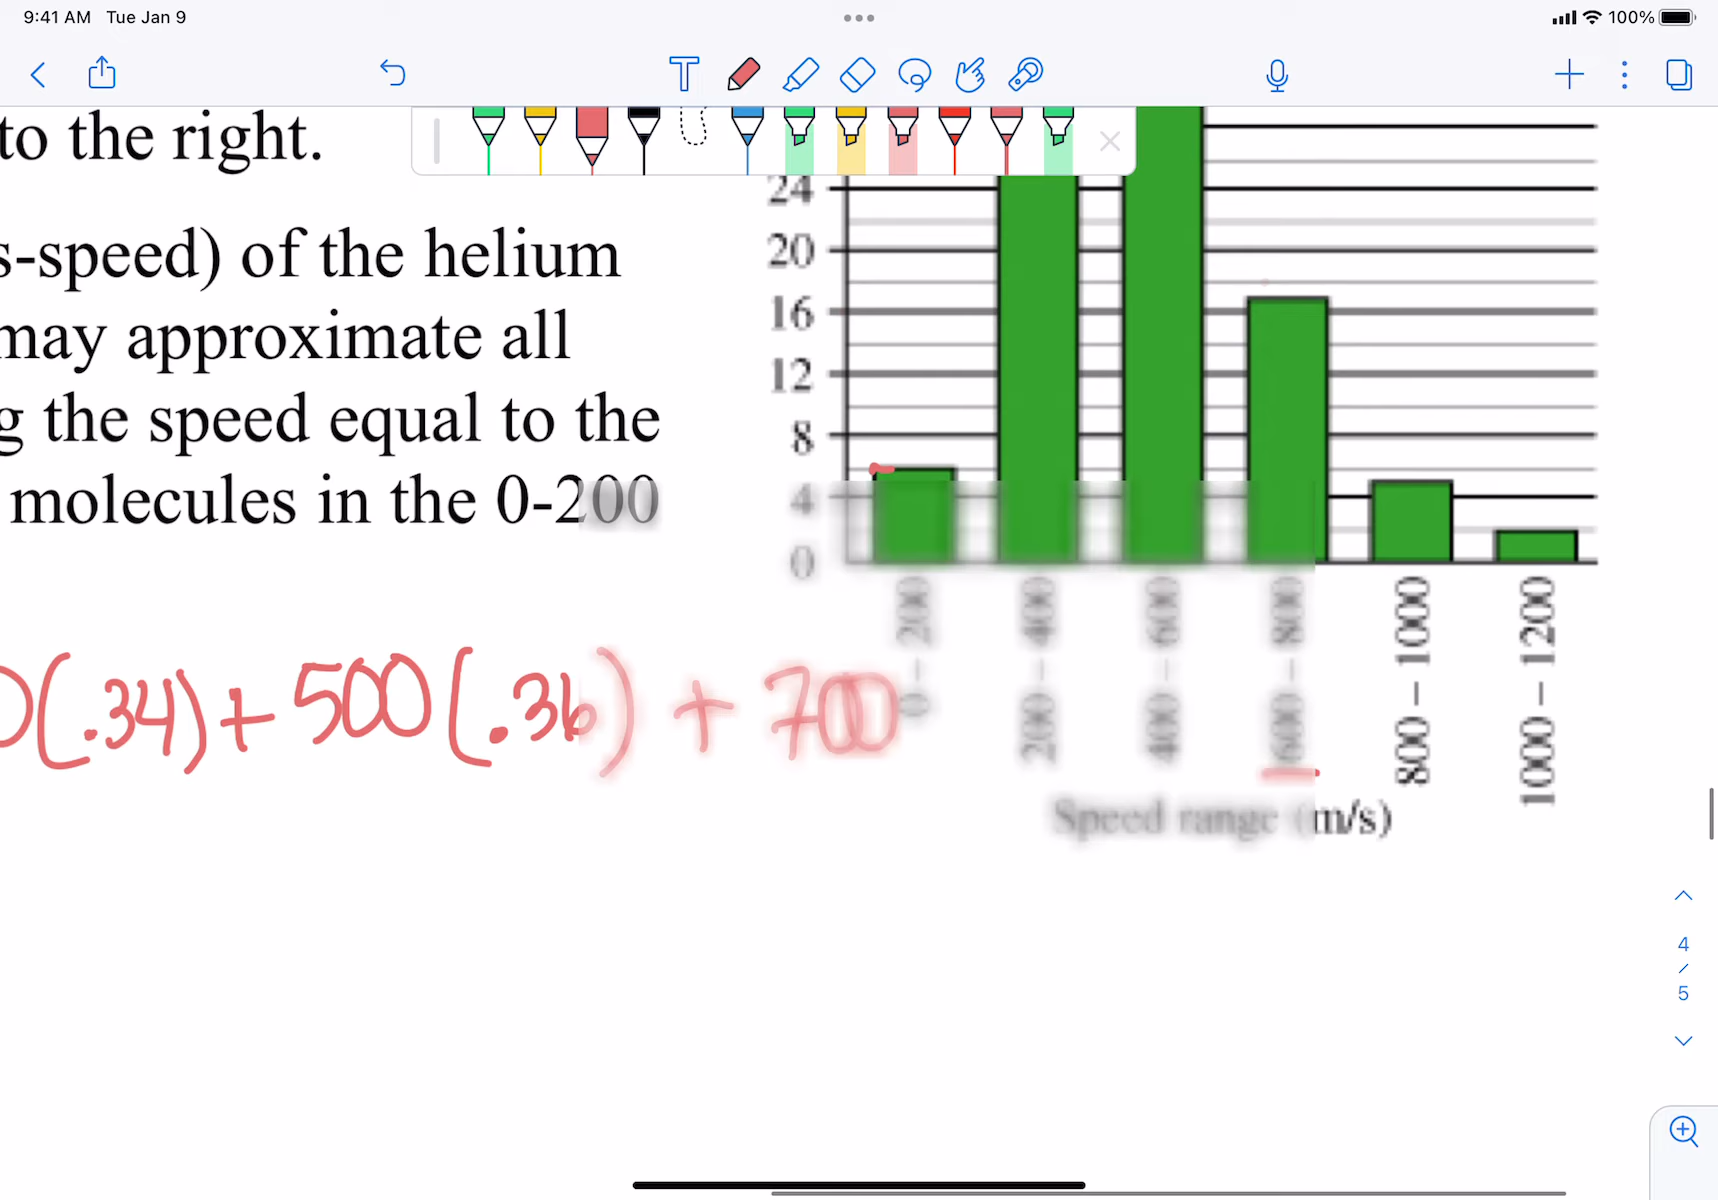 9:41 AM Tue Jan 9
100%
to the right.
s-speed) of the helium
may approximate all
g the speed equal to the
molecules in the 0-200
24
20
16
12
8
4
0
0 – 200
200 – 400
400 – 600
600 – 800
800 – 1000
1000 – 1200
Speed range (m/s)
0(.34)+500(.36) + 700
4
/
5